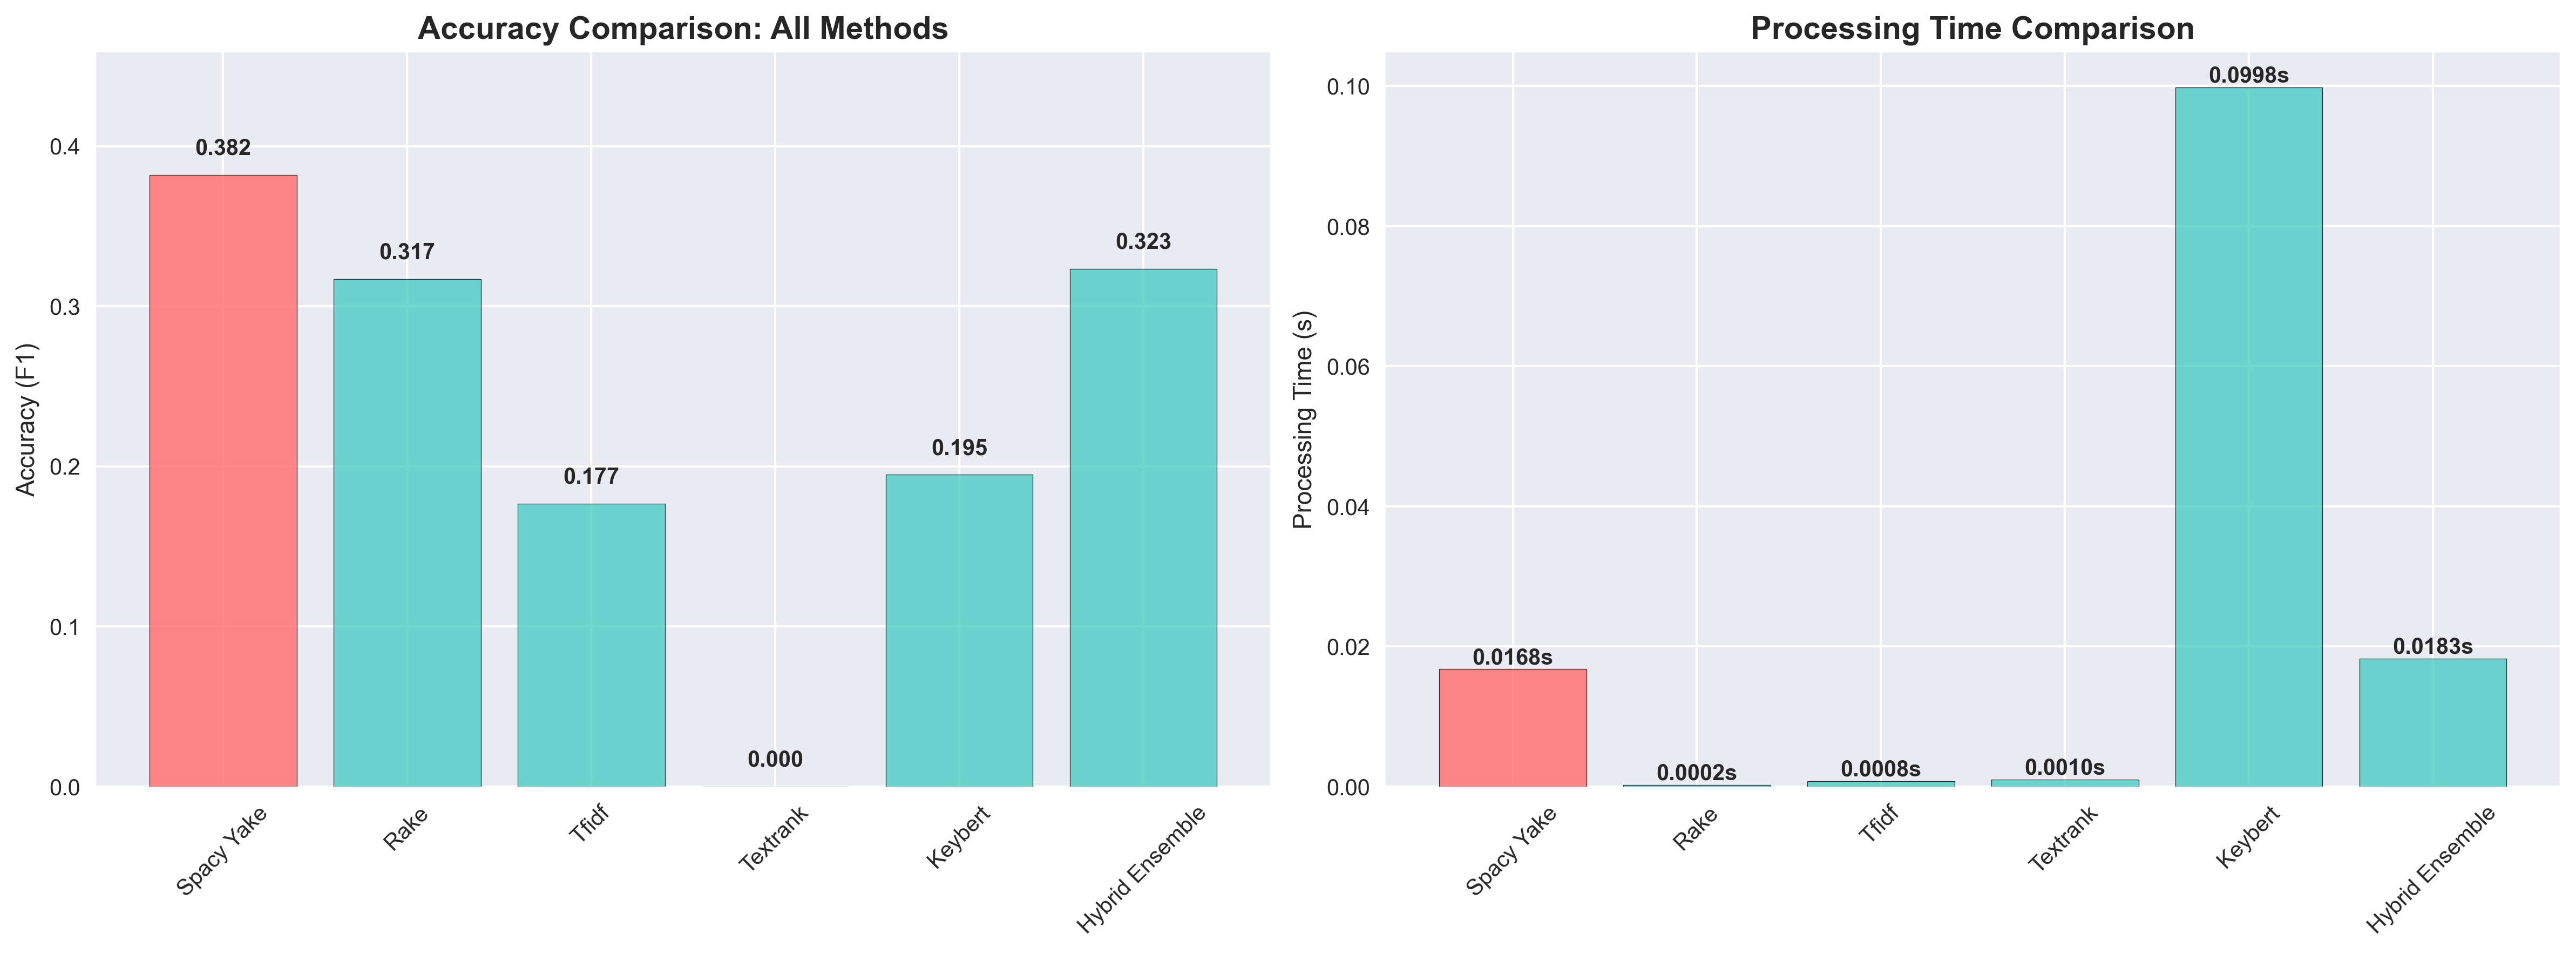 Accuracy Comparison: All Methods
Accuracy (F1)
0.4
0.3
0.2
0.1
0.0
0.382
0.317
0.177
0.000
0.195
0.323
Spacy Yake
Rake
Tfidf
Textrank
Keybert
Hybrid Ensemble
Processing Time Comparison
Processing Time (s)
0.10
0.08
0.06
0.04
0.02
0.00
0.0168s
0.0002s
0.0008s
0.0010s
0.0998s
0.0183s
Spacy Yake
Rake
Tfidf
Textrank
Keybert
Hybrid Ensemble